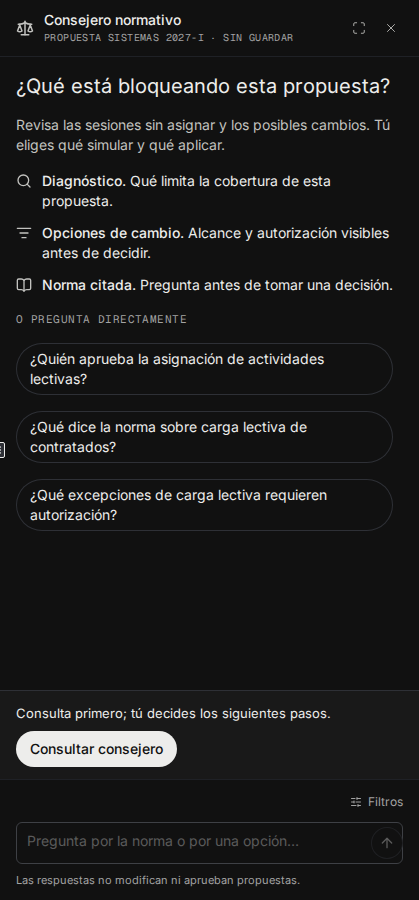 Consejero normativo
PROPUESTA SISTEMAS 2027-I · SIN GUARDAR
¿Qué está bloqueando esta propuesta?
Revisa las sesiones sin asignar y los posibles cambios. Tú
eliges qué simular y qué aplicar.
Diagnóstico. Qué limita la cobertura de esta
propuesta.
Opciones de cambio. Alcance y autorización visibles
antes de decidir.
Norma citada. Pregunta antes de tomar una decisión.
O PREGUNTA DIRECTAMENTE
¿Quién aprueba la asignación de actividades
lectivas?
¿Qué dice la norma sobre carga lectiva de
contratados?
¿Qué excepciones de carga lectiva requieren
autorización?
Consulta primero; tú decides los siguientes pasos.
Consultar consejero
Filtros
Pregunta por la norma o por una opción...
Las respuestas no modifican ni aprueban propuestas.